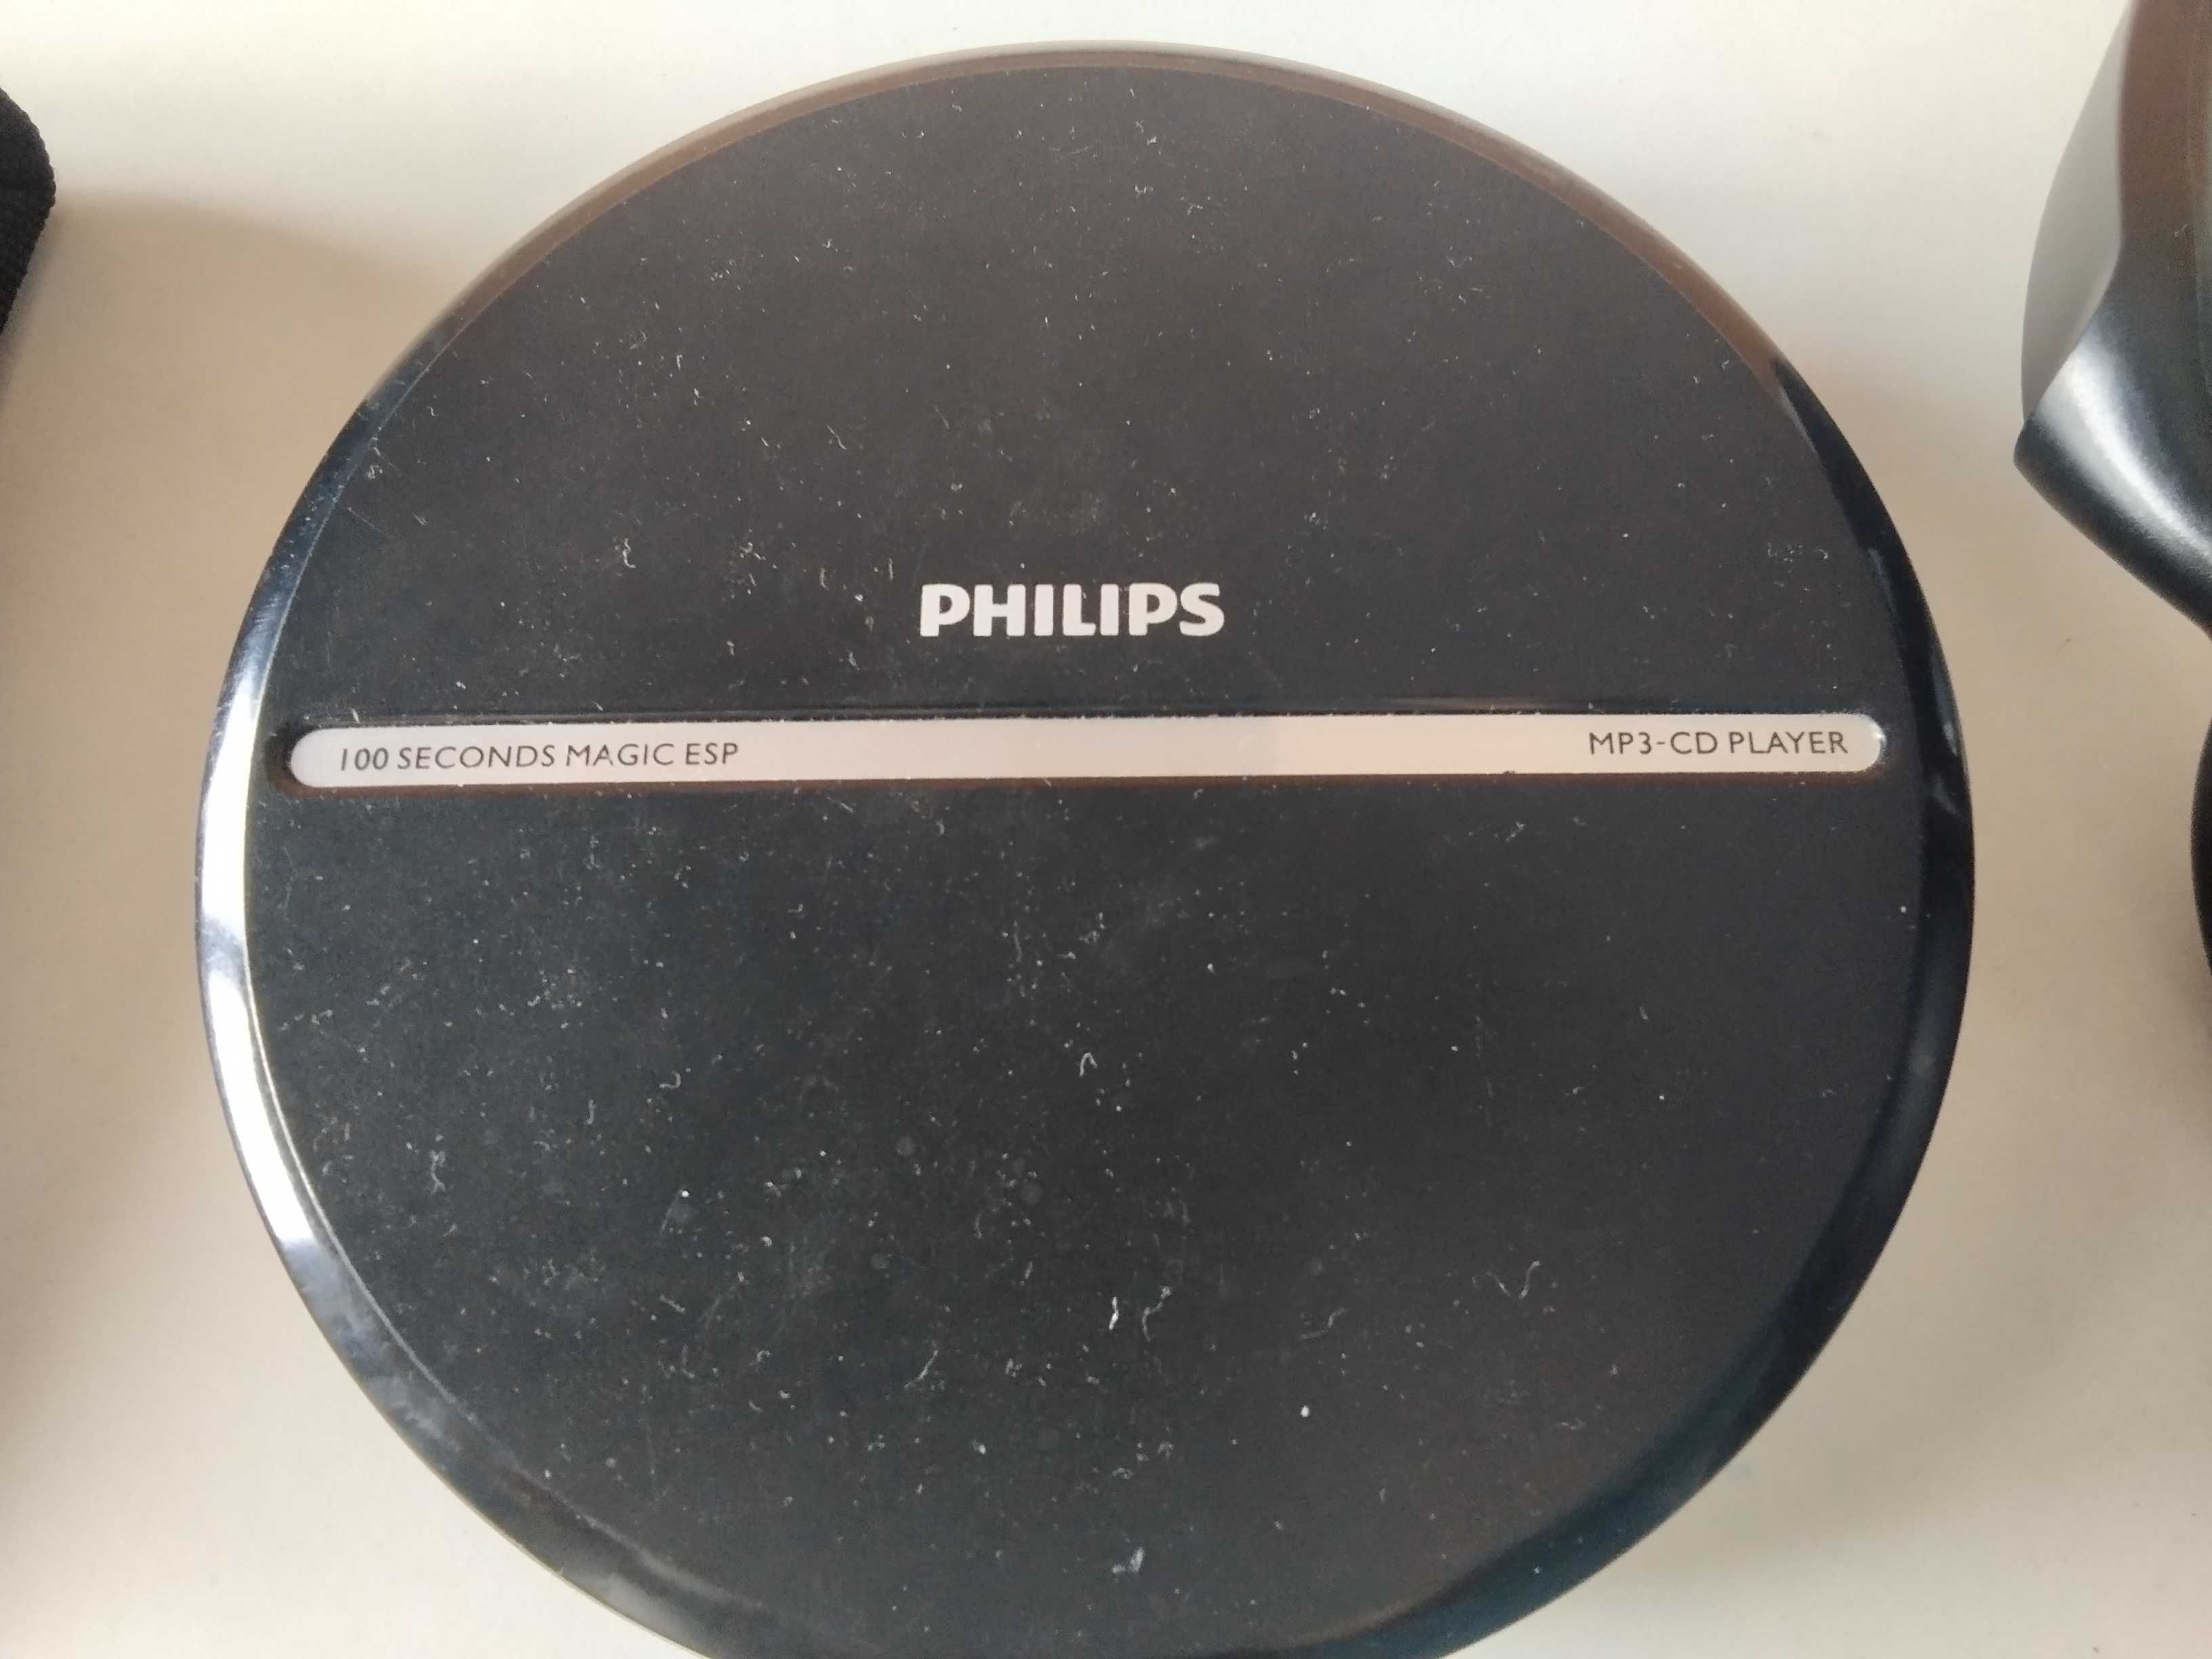 PHILIPS
100 SECONDS MAGIC ESP
MP3-CD PLAYER